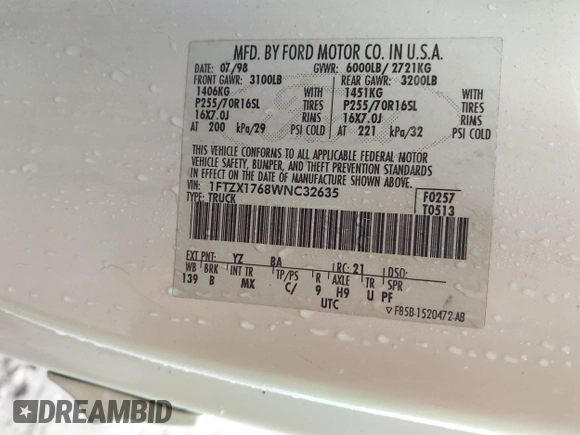 MFD. BY FORD MOTOR CO. IN U.S.A.
DATE: 07/98 GVWR: 6000LB/ 2721KG
FRONT GAWR: 3100LB REAR GAWR: 3200LB
1406KG WITH 1451KG WITH
P255/70R16SL TIRES P255/70R16SL TIRES
16X7.0J RIMS 16X7.0J RIMS
AT 200 kPa/29 PSI COLD AT 221 kPa/32 PSI COLD
THIS VEHICLE CONFORMS TO ALL APPLICABLE FEDERAL MOTOR
VEHICLE SAFETY, BUMPER, AND THEFT PREVENTION STANDARDS
IN EFFECT ON THE DATE OF MANUFACTURE SHOWN ABOVE.
VIN: 1FTZX1768WNC32635 F0257
TYPE: TRUCK T0513
EXT PNT: YZ BA RC: 21 DSO:
WB BRK INT TR TP/PS R AXLE TR SPR
139 B MX C/ 9 H9 U PF
UTC ▽ F85B-1520472-AB
DREAMBID